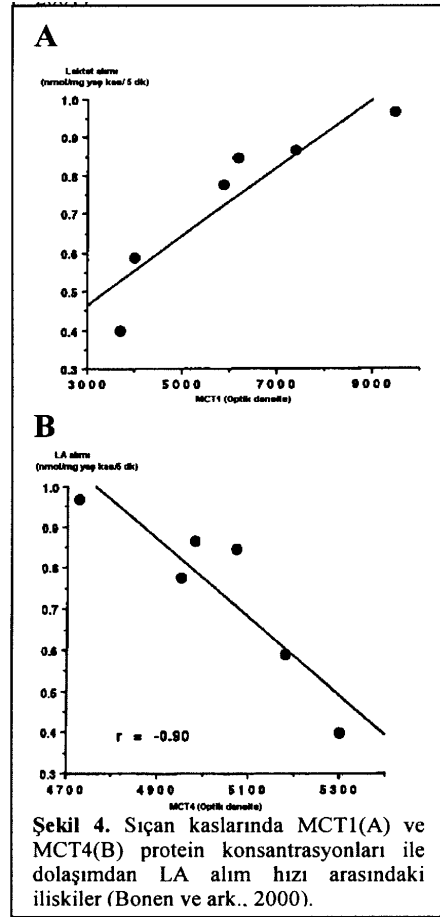 A
Laktat alımı
(nmol/mg yaş kas/ 5 dk)
1.0
0.9
0.8
0.7
0.6
0.5
0.4
0.3
3000 5000 7000 9000
MCT1 (Optik dansite)
B
LA alımı
(nmol/mg yaş kas/5 dk)
1.0
0.9
0.8
0.7
0.6
0.5
0.4
0.3
r = -0.90
4700 4900 5100 5300
MCT4 (Optik dansite)
Şekil 4. Sıçan kaslarında MCT1(A) ve
MCT4(B) protein konsantrasyonları ile
dolaşımdan LA alım hızı arasındaki
ilişkiler (Bonen ve ark., 2000).